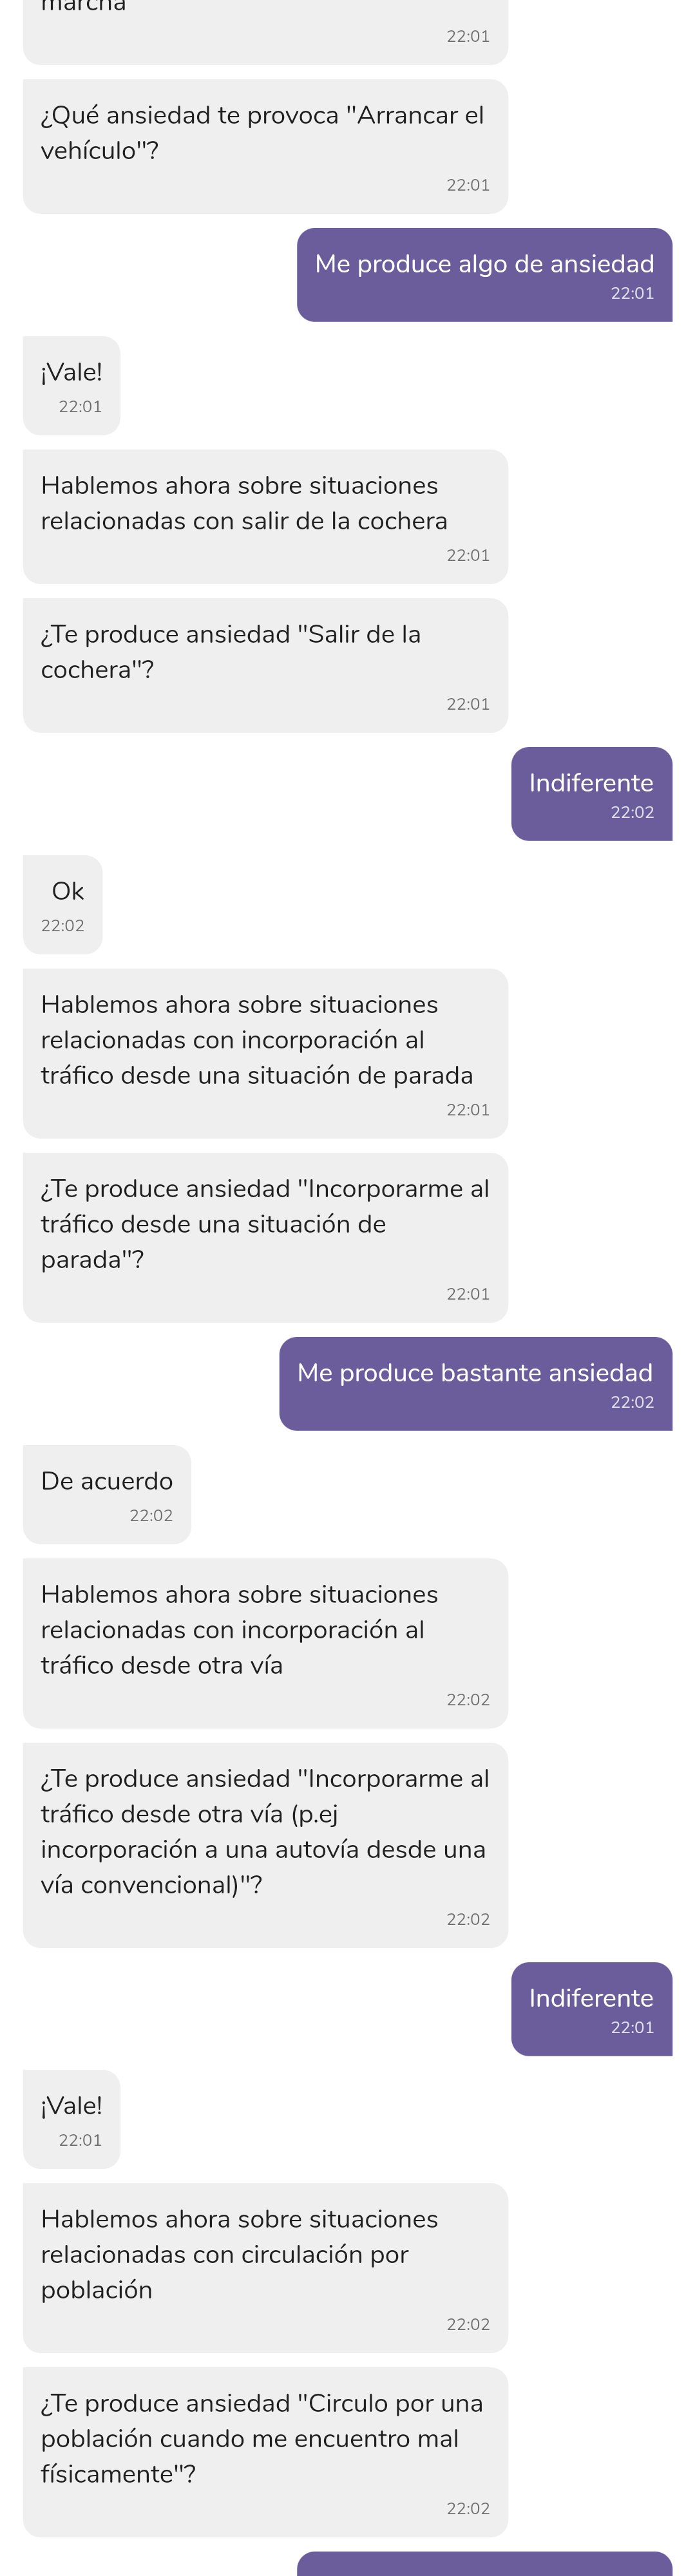 marcha
22:01
¿Qué ansiedad te provoca "Arrancar el
vehículo"?
22:01
Me produce algo de ansiedad
22:01
¡Vale!
22:01
Hablemos ahora sobre situaciones
relacionadas con salir de la cochera
22:01
¿Te produce ansiedad "Salir de la
cochera"?
22:01
Indiferente
22:02
Ok
22:02
Hablemos ahora sobre situaciones
relacionadas con incorporación al
tráfico desde una situación de parada
22:01
¿Te produce ansiedad "Incorporarme al
tráfico desde una situación de
parada"?
22:01
Me produce bastante ansiedad
22:02
De acuerdo
22:02
Hablemos ahora sobre situaciones
relacionadas con incorporación al
tráfico desde otra vía
22:02
¿Te produce ansiedad "Incorporarme al
tráfico desde otra vía (p.ej
incorporación a una autovía desde una
vía convencional)"?
22:02
Indiferente
22:01
¡Vale!
22:01
Hablemos ahora sobre situaciones
relacionadas con circulación por
población
22:02
¿Te produce ansiedad "Circulo por una
población cuando me encuentro mal
físicamente"?
22:02